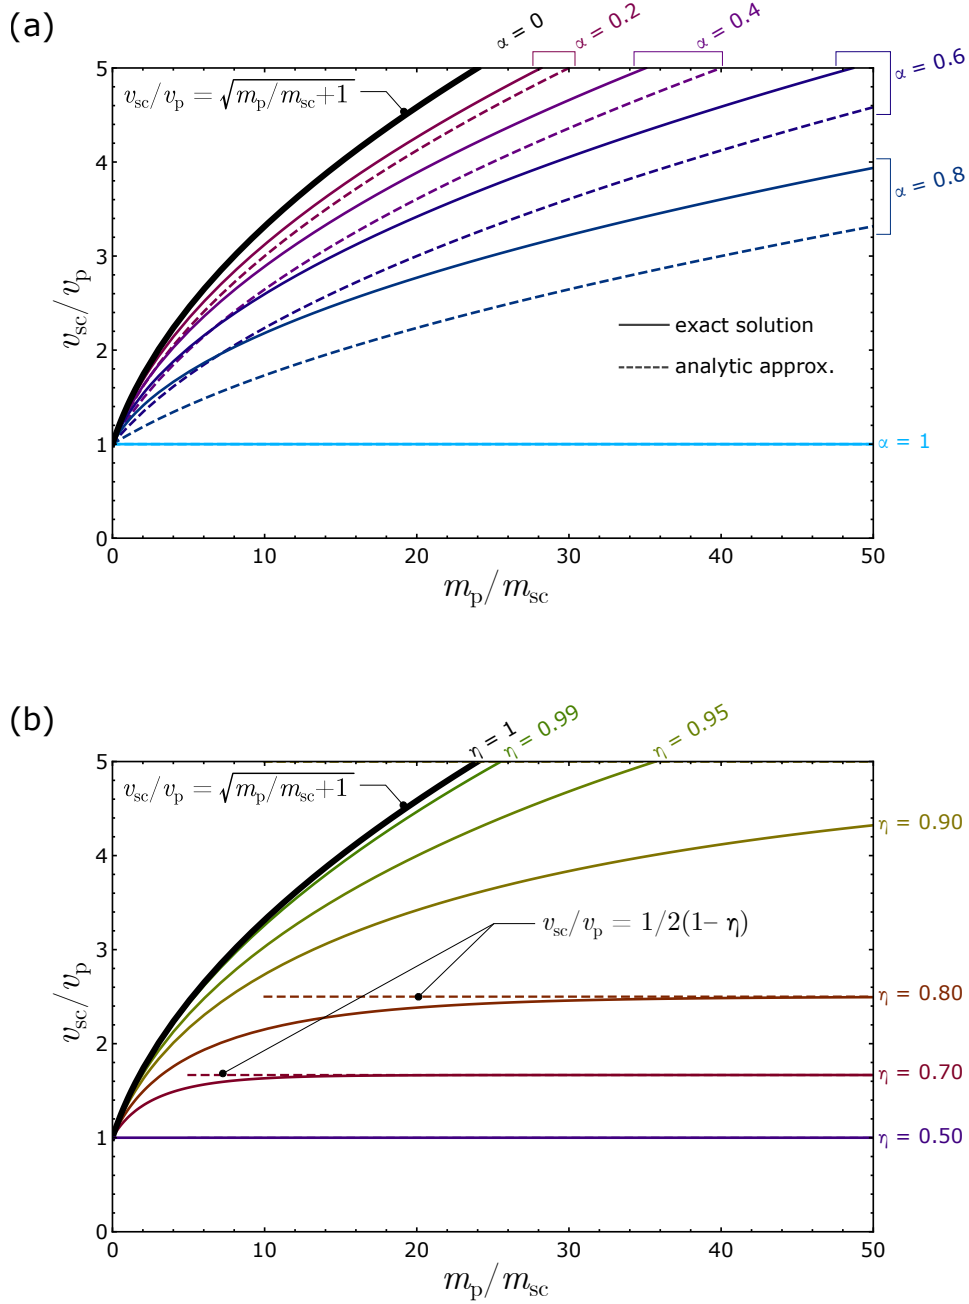 (a)
α = 0
α = 0.2
α = 0.4
α = 0.6
α = 0.8
α = 1
v_sc/v_p = √(m_p/m_sc+1)
5
4
3
2
1
0
v_sc/v_p
exact solution
analytic approx.
0 10 20 30 40 50
m_p/m_sc
(b)
η = 1
η = 0.99
η = 0.95
η = 0.90
η = 0.80
η = 0.70
η = 0.50
v_sc/v_p = √(m_p/m_sc+1)
v_sc/v_p = 1/2(1− η)
5
4
3
2
1
0
v_sc/v_p
0 10 20 30 40 50
m_p/m_sc